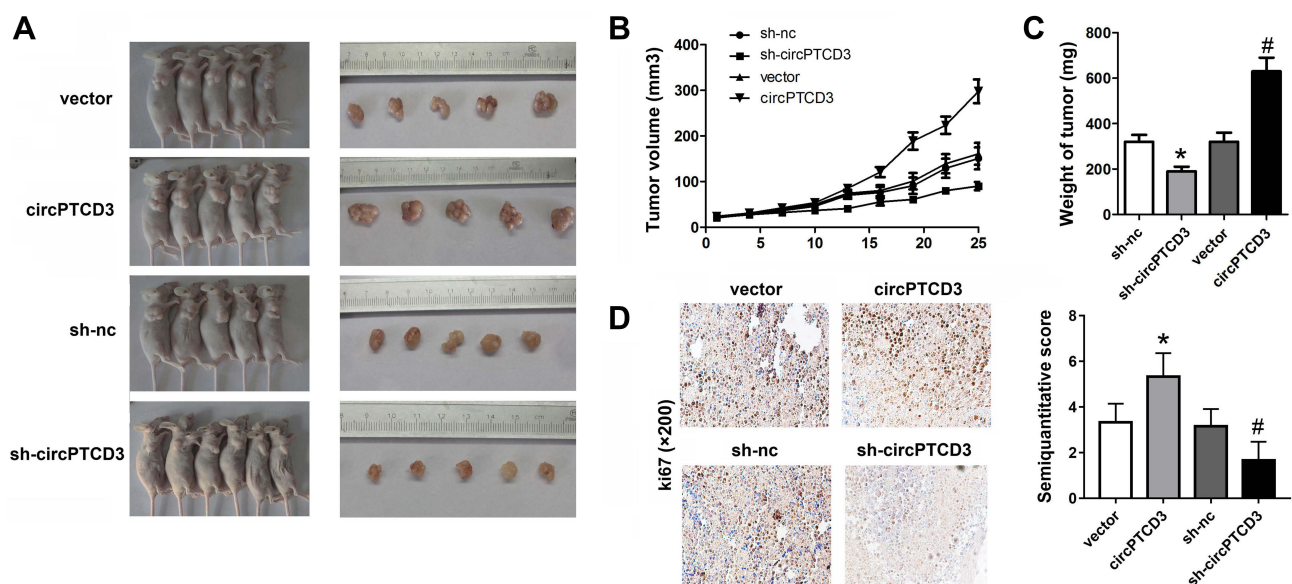 A
vector
circPTCD3
sh-nc
sh-circPTCD3
B
sh-nc
sh-circPTCD3
vector
circPTCD3
Tumor volume (mm3)
400
300
200
100
0
0
5
10
15
20
25
C
Weight of tumor (mg)
800
600
400
200
0
*
#
sh-nc
sh-circPTCD3
vector
circPTCD3
D
ki67 (×200)
vector
circPTCD3
sh-nc
sh-circPTCD3
Semiquantitative score
8
6
4
2
0
*
#
vector
circPTCD3
sh-nc
sh-circPTCD3